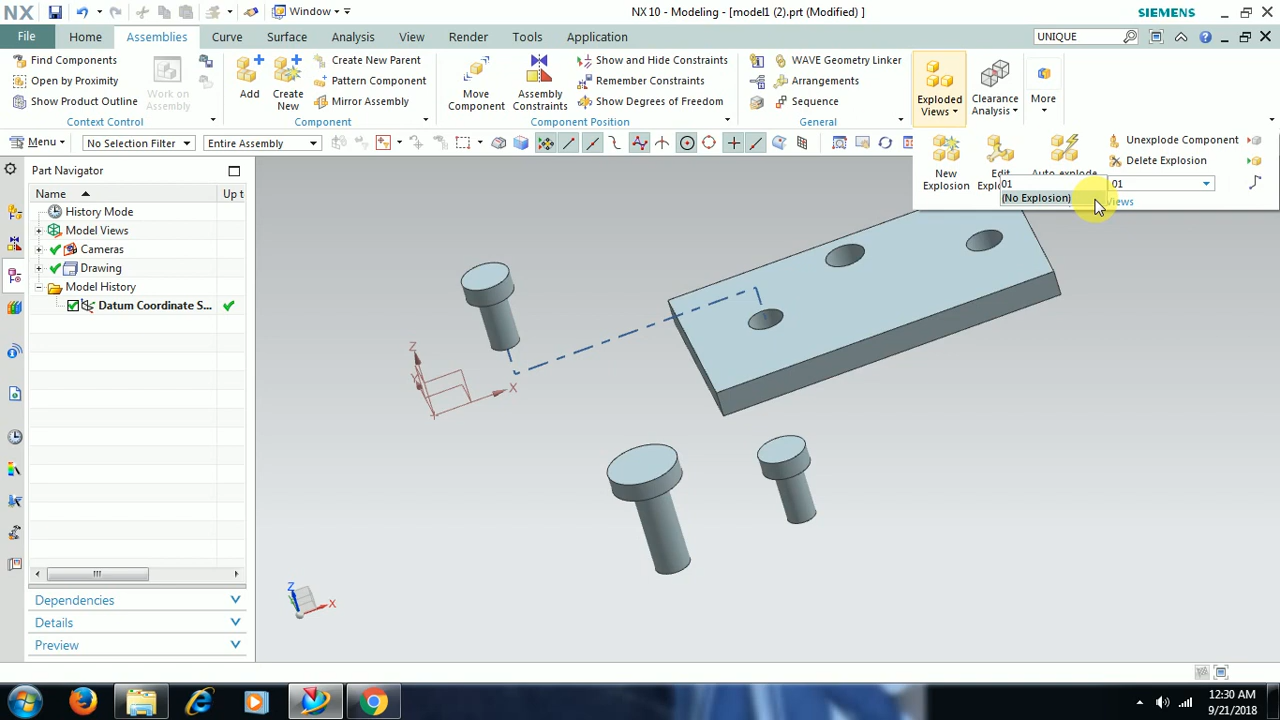 NX
Window
NX 10 - Modeling - [model1 (2).prt (Modified) ]
SIEMENS
File
Home
Assemblies
Curve
Surface
Analysis
View
Render
Tools
Application
UNIQUE
Find Components
Open by Proximity
Show Product Outline
Work on
Assembly
Context Control
Add
Create
New
Create New Parent
Pattern Component
Mirror Assembly
Component
Move
Component
Assembly
Constraints
Show and Hide Constraints
Remember Constraints
Show Degrees of Freedom
Component Position
WAVE Geometry Linker
Arrangements
Sequence
General
Exploded
Views
Clearance
Analysis
More
Menu
No Selection Filter
Entire Assembly
New
Explosion
Edit
Unexplode Component
Delete Explosion
01
(No Explosion)
01
Part Navigator
Name
Up t
History Mode
Model Views
Cameras
Drawing
Model History
Datum Coordinate S...
Z
Y
X
Z
X
Dependencies
Details
Preview
12:30 AM
9/21/2018